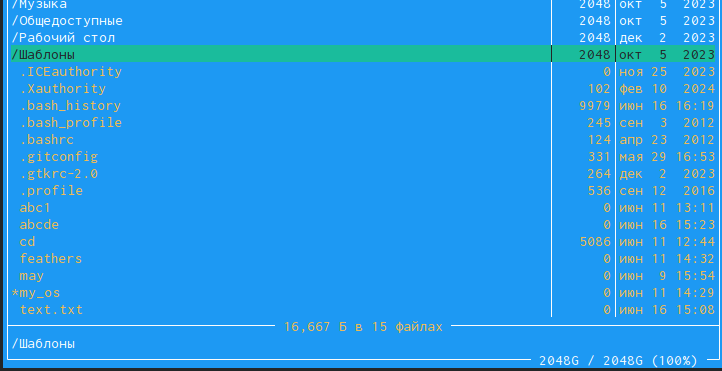 /Музыка 2048 окт 5 2023
/Общедоступные 2048 окт 5 2023
/Рабочий стол 2048 дек 2 2023
/Шаблоны 2048 окт 5 2023
.ICEauthority 0 ноя 25 2023
.Xauthority 102 фев 10 2024
.bash_history 9979 июн 16 16:19
.bash_profile 245 сен 3 2012
.bashrc 124 апр 23 2012
.gitconfig 331 мая 29 16:53
.gtkrc-2.0 264 дек 2 2023
.profile 536 сен 12 2016
abc1 0 июн 11 13:11
abcde 0 июн 16 15:23
cd 5086 июн 11 12:44
feathers 0 июн 11 14:32
may 0 июн 9 15:54
*my_os 0 июн 11 14:29
text.txt 0 июн 16 15:08
16,667 Б в 15 файлах
/Шаблоны
2048G / 2048G (100%)